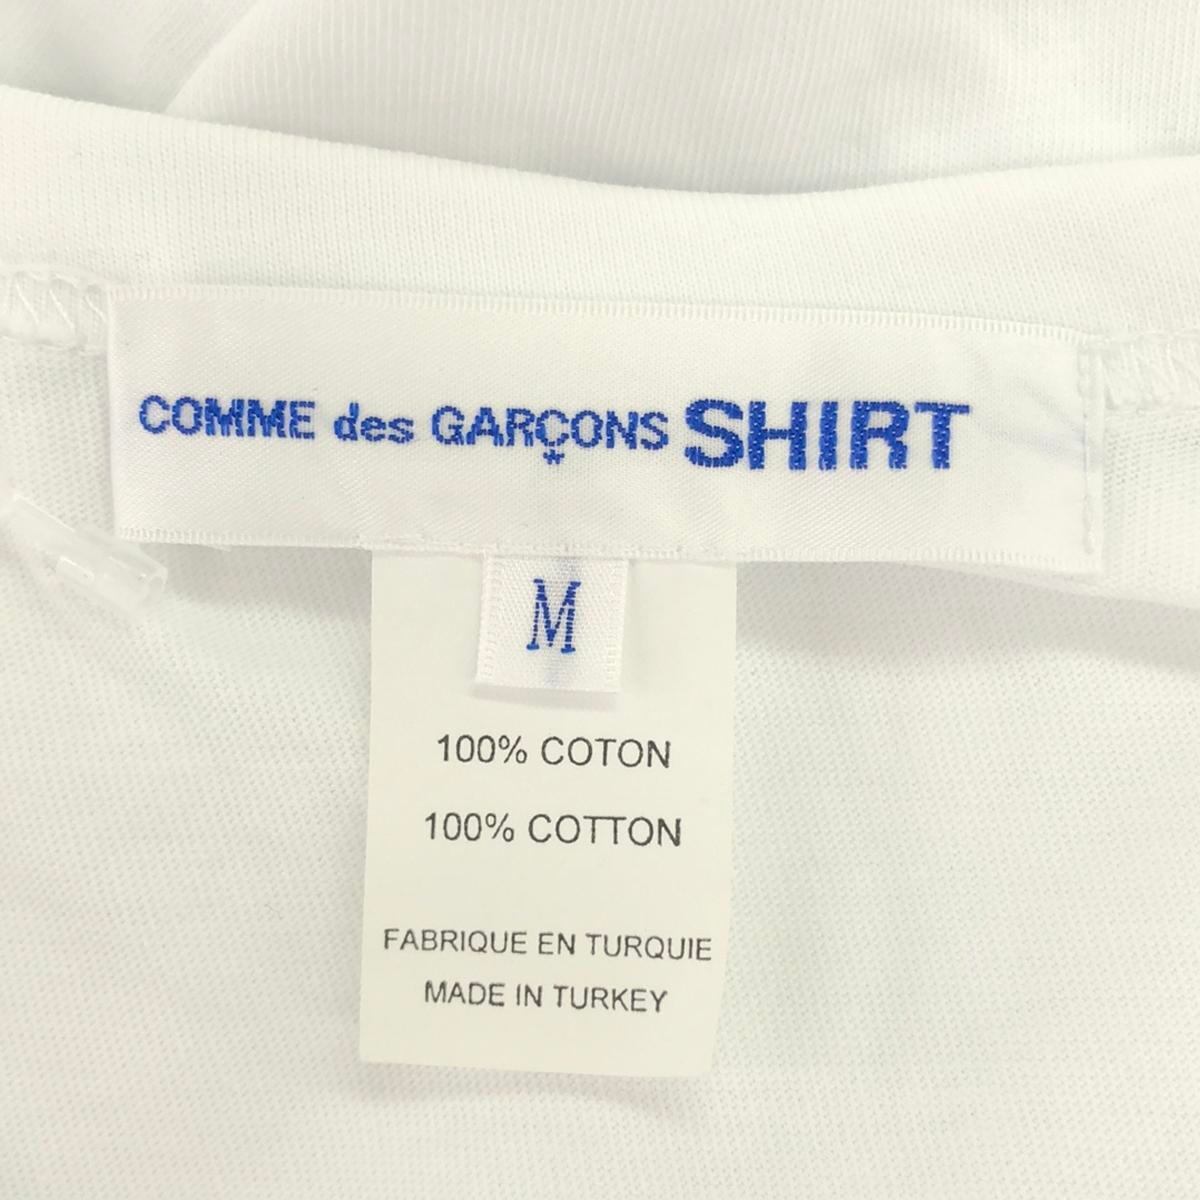 COMME des GARÇONS SHIRT
M
100% COTON
100% COTTON
FABRIQUE EN TURQUIE
MADE IN TURKEY